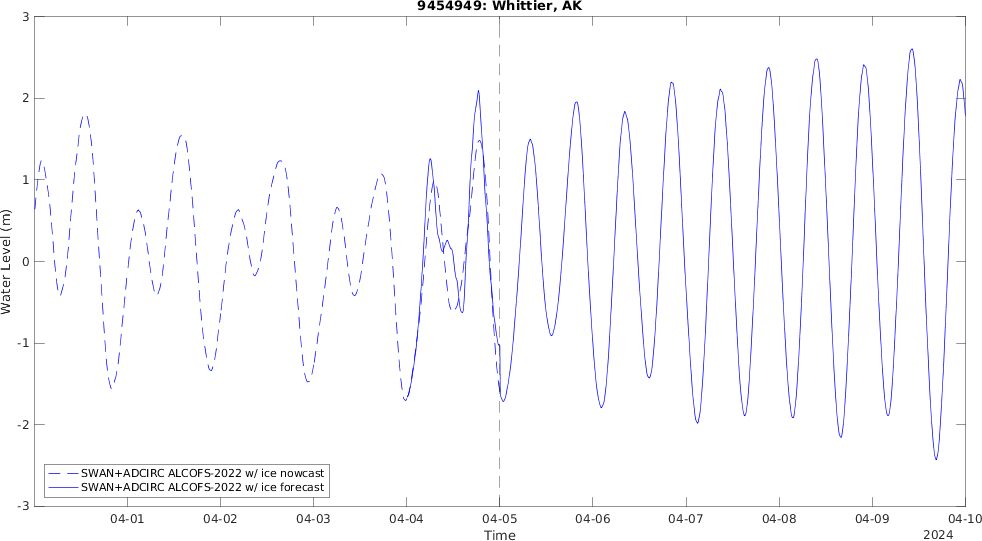 9454949: Whittier, AK
3
2
1
0
-1
-2
-3
Water Level (m)
SWAN+ADCIRC ALCOFS-2022 w/ ice nowcast
SWAN+ADCIRC ALCOFS-2022 w/ ice forecast
04-01 04-02 04-03 04-04 04-05 04-06 04-07 04-08 04-09 04-10
Time
2024